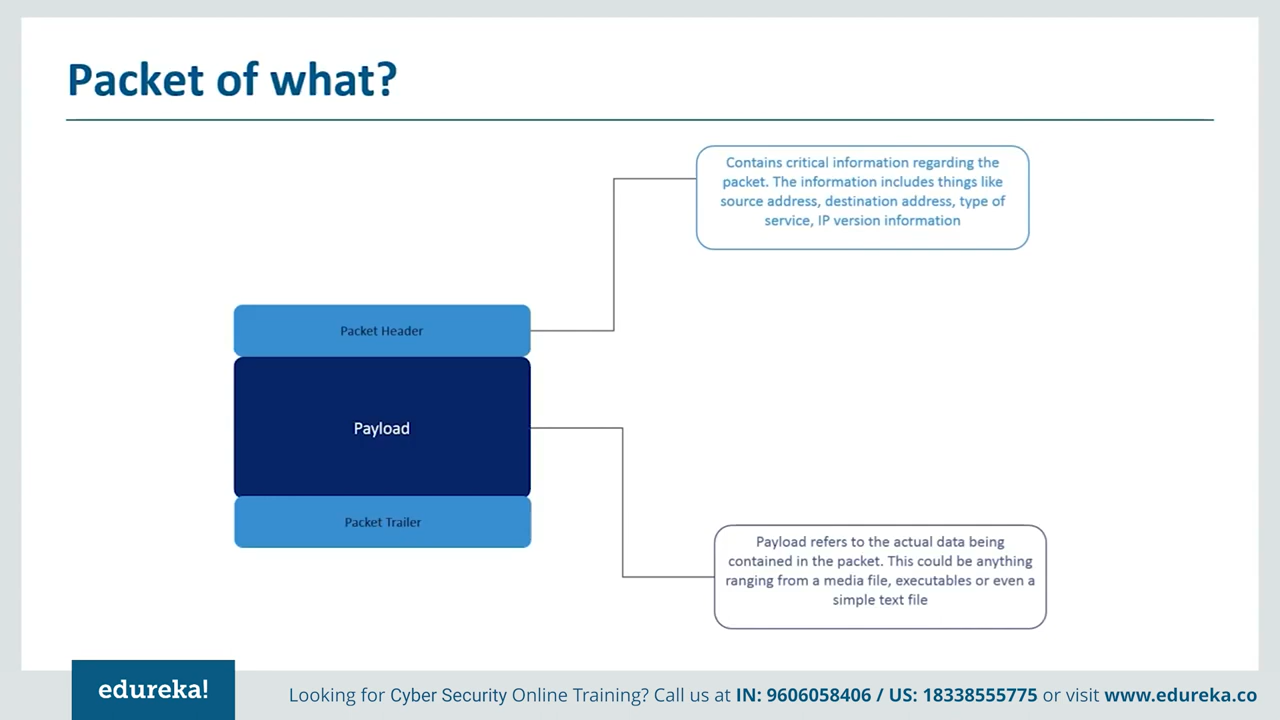 Packet of what?
Contains critical information regarding the
packet. The information includes things like
source address, destination address, type of
service, IP version information
Packet Header
Payload
Packet Trailer
Payload refers to the actual data being
contained in the packet. This could be anything
ranging from a media file, executables or even a
simple text file
edureka!
Looking for Cyber Security Online Training? Call us at IN: 9606058406 / US: 18338555775 or visit www.edureka.co